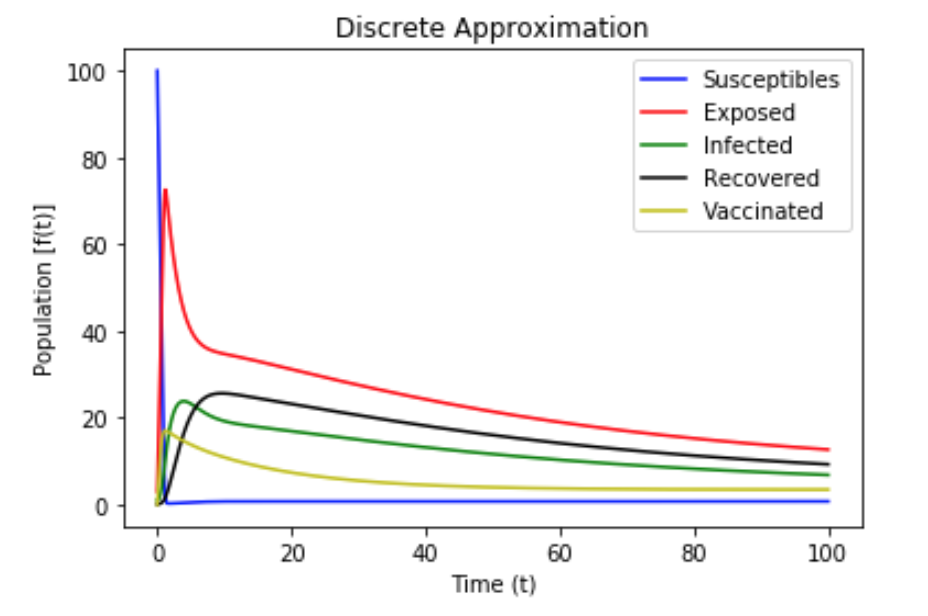 Discrete Approximation
Susceptibles
Exposed
Infected
Recovered
Vaccinated
Population [f(t)]
100
80
60
40
20
0
0 20 40 60 80 100
Time (t)